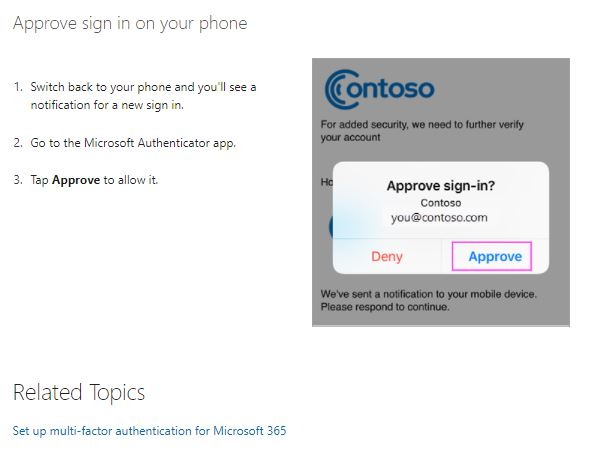 Approve sign in on your phone
1. Switch back to your phone and you'll see a
notification for a new sign in.
2. Go to the Microsoft Authenticator app.
3. Tap Approve to allow it.
Contoso
For added security, we need to further verify
your account
Ho
Approve sign-in?
Contoso
you@contoso.com
Deny
Approve
We've sent a notification to your mobile device.
Please respond to continue.
Related Topics
Set up multi-factor authentication for Microsoft 365